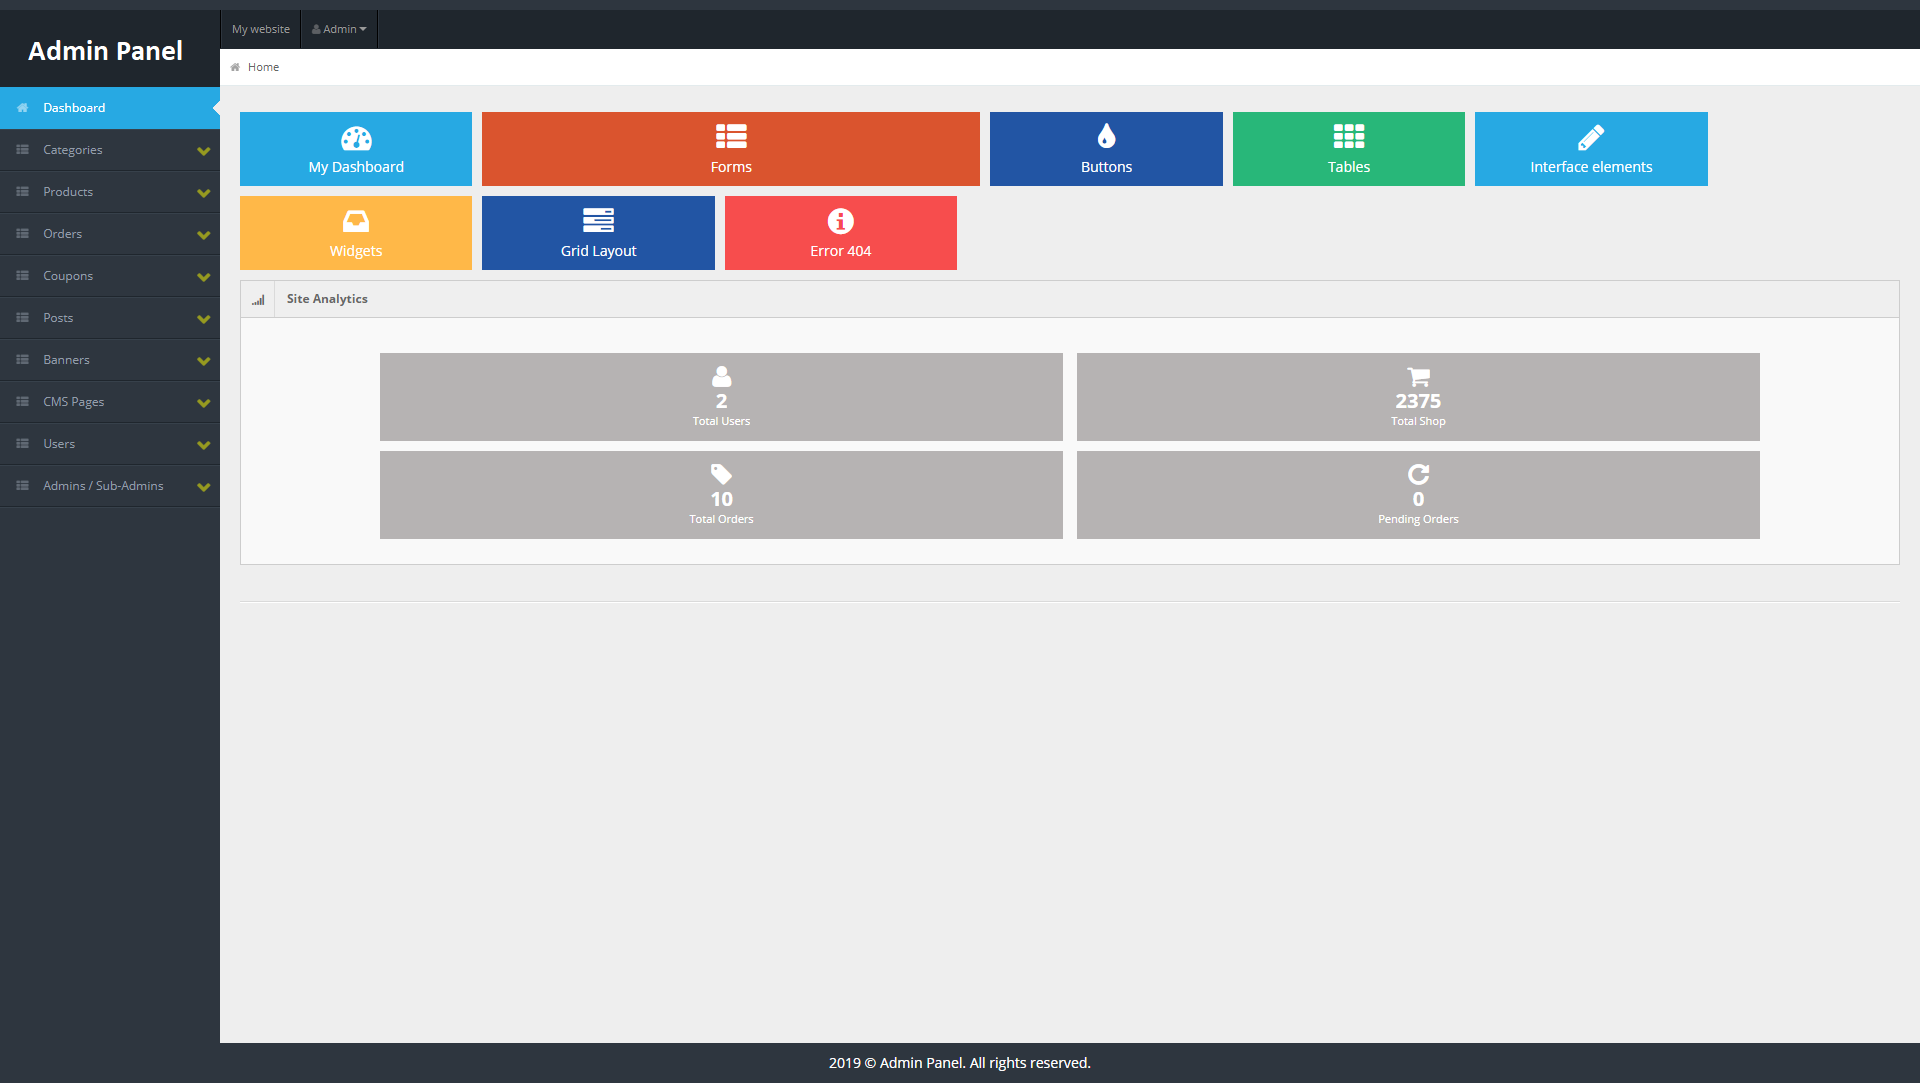 My website
Admin
Admin Panel
Home
Dashboard
Categories
Products
Orders
Coupons
Posts
Banners
CMS Pages
Users
Admins / Sub-Admins
My Dashboard
Forms
Buttons
Tables
Interface elements
Widgets
Grid Layout
Error 404
Site Analytics
2
Total Users
2375
Total Shop
10
Total Orders
0
Pending Orders
2019 © Admin Panel. All rights reserved.